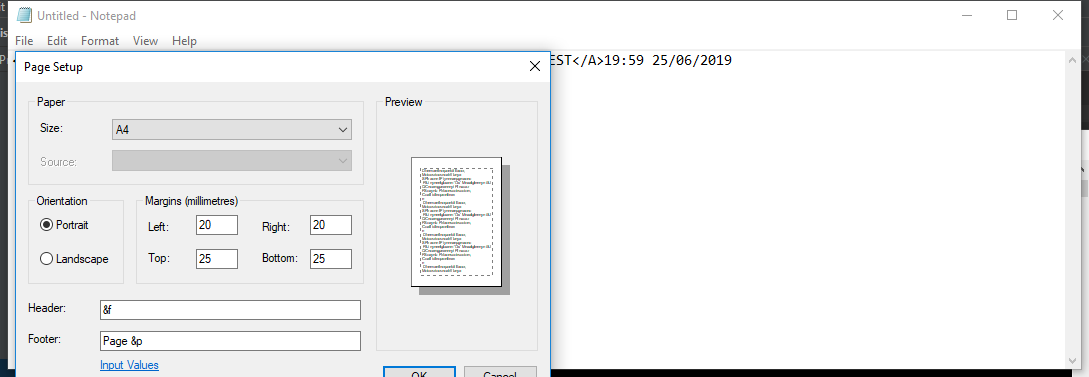 Untitled - Notepad
File Edit Format View Help
EST</A>19:59 25/06/2019
Page Setup
Paper
Size: A4
Source:
Orientation
Portrait
Landscape
Margins (millimetres)
Left: 20 Right: 20
Top: 25 Bottom: 25
Preview
Header: &f
Footer: Page &p
Input Values
OK Cancel